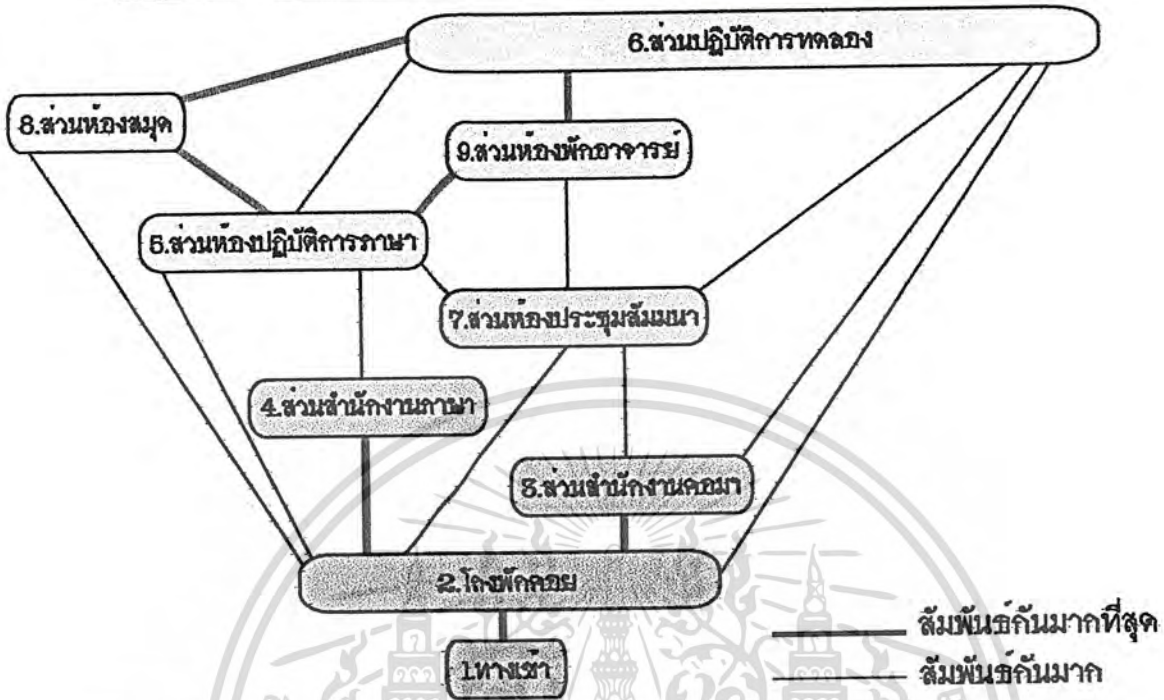 6.ส่วนปฏิบัติการทดลอง
8.ส่วนห้องสมุด
9.ส่วนห้องพักอาจารย์
5.ส่วนห้องปฏิบัติการภาษา
7.ส่วนห้องประชุมสัมมนา
4.ส่วนสำนักงานภาษา
3.ส่วนสำนักงานคอมฯ
2.โถงพักคอย
1.ทางเข้า
สัมพันธ์กันมากที่สุด
สัมพันธ์กันมาก